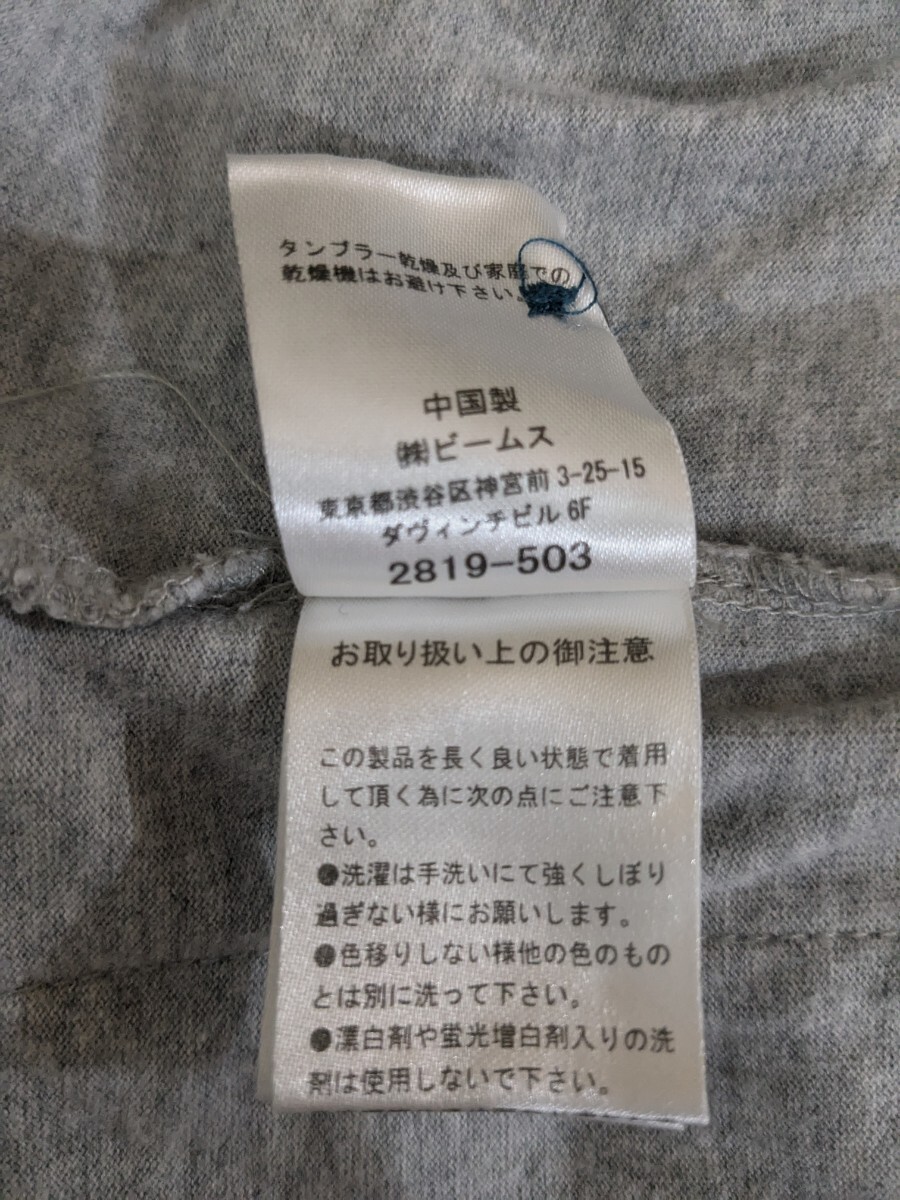 タンブラー乾燥及び家庭での
乾燥機はお避け下さい。
中国製
㈱ビームス
東京都渋谷区神宮前 3-25-15
ダヴィンチビル 6F
2819-503
お取り扱い上の御注意
この製品を長く良い状態で着用
して頂く為に次の点にご注意下
さい。
●洗濯は手洗いにて強くしぼり
過ぎない様にお願いします。
●色移りしない様他の色のもの
とは別に洗って下さい。
●漂白剤や蛍光増白剤入りの洗
剤は使用しないで下さい。